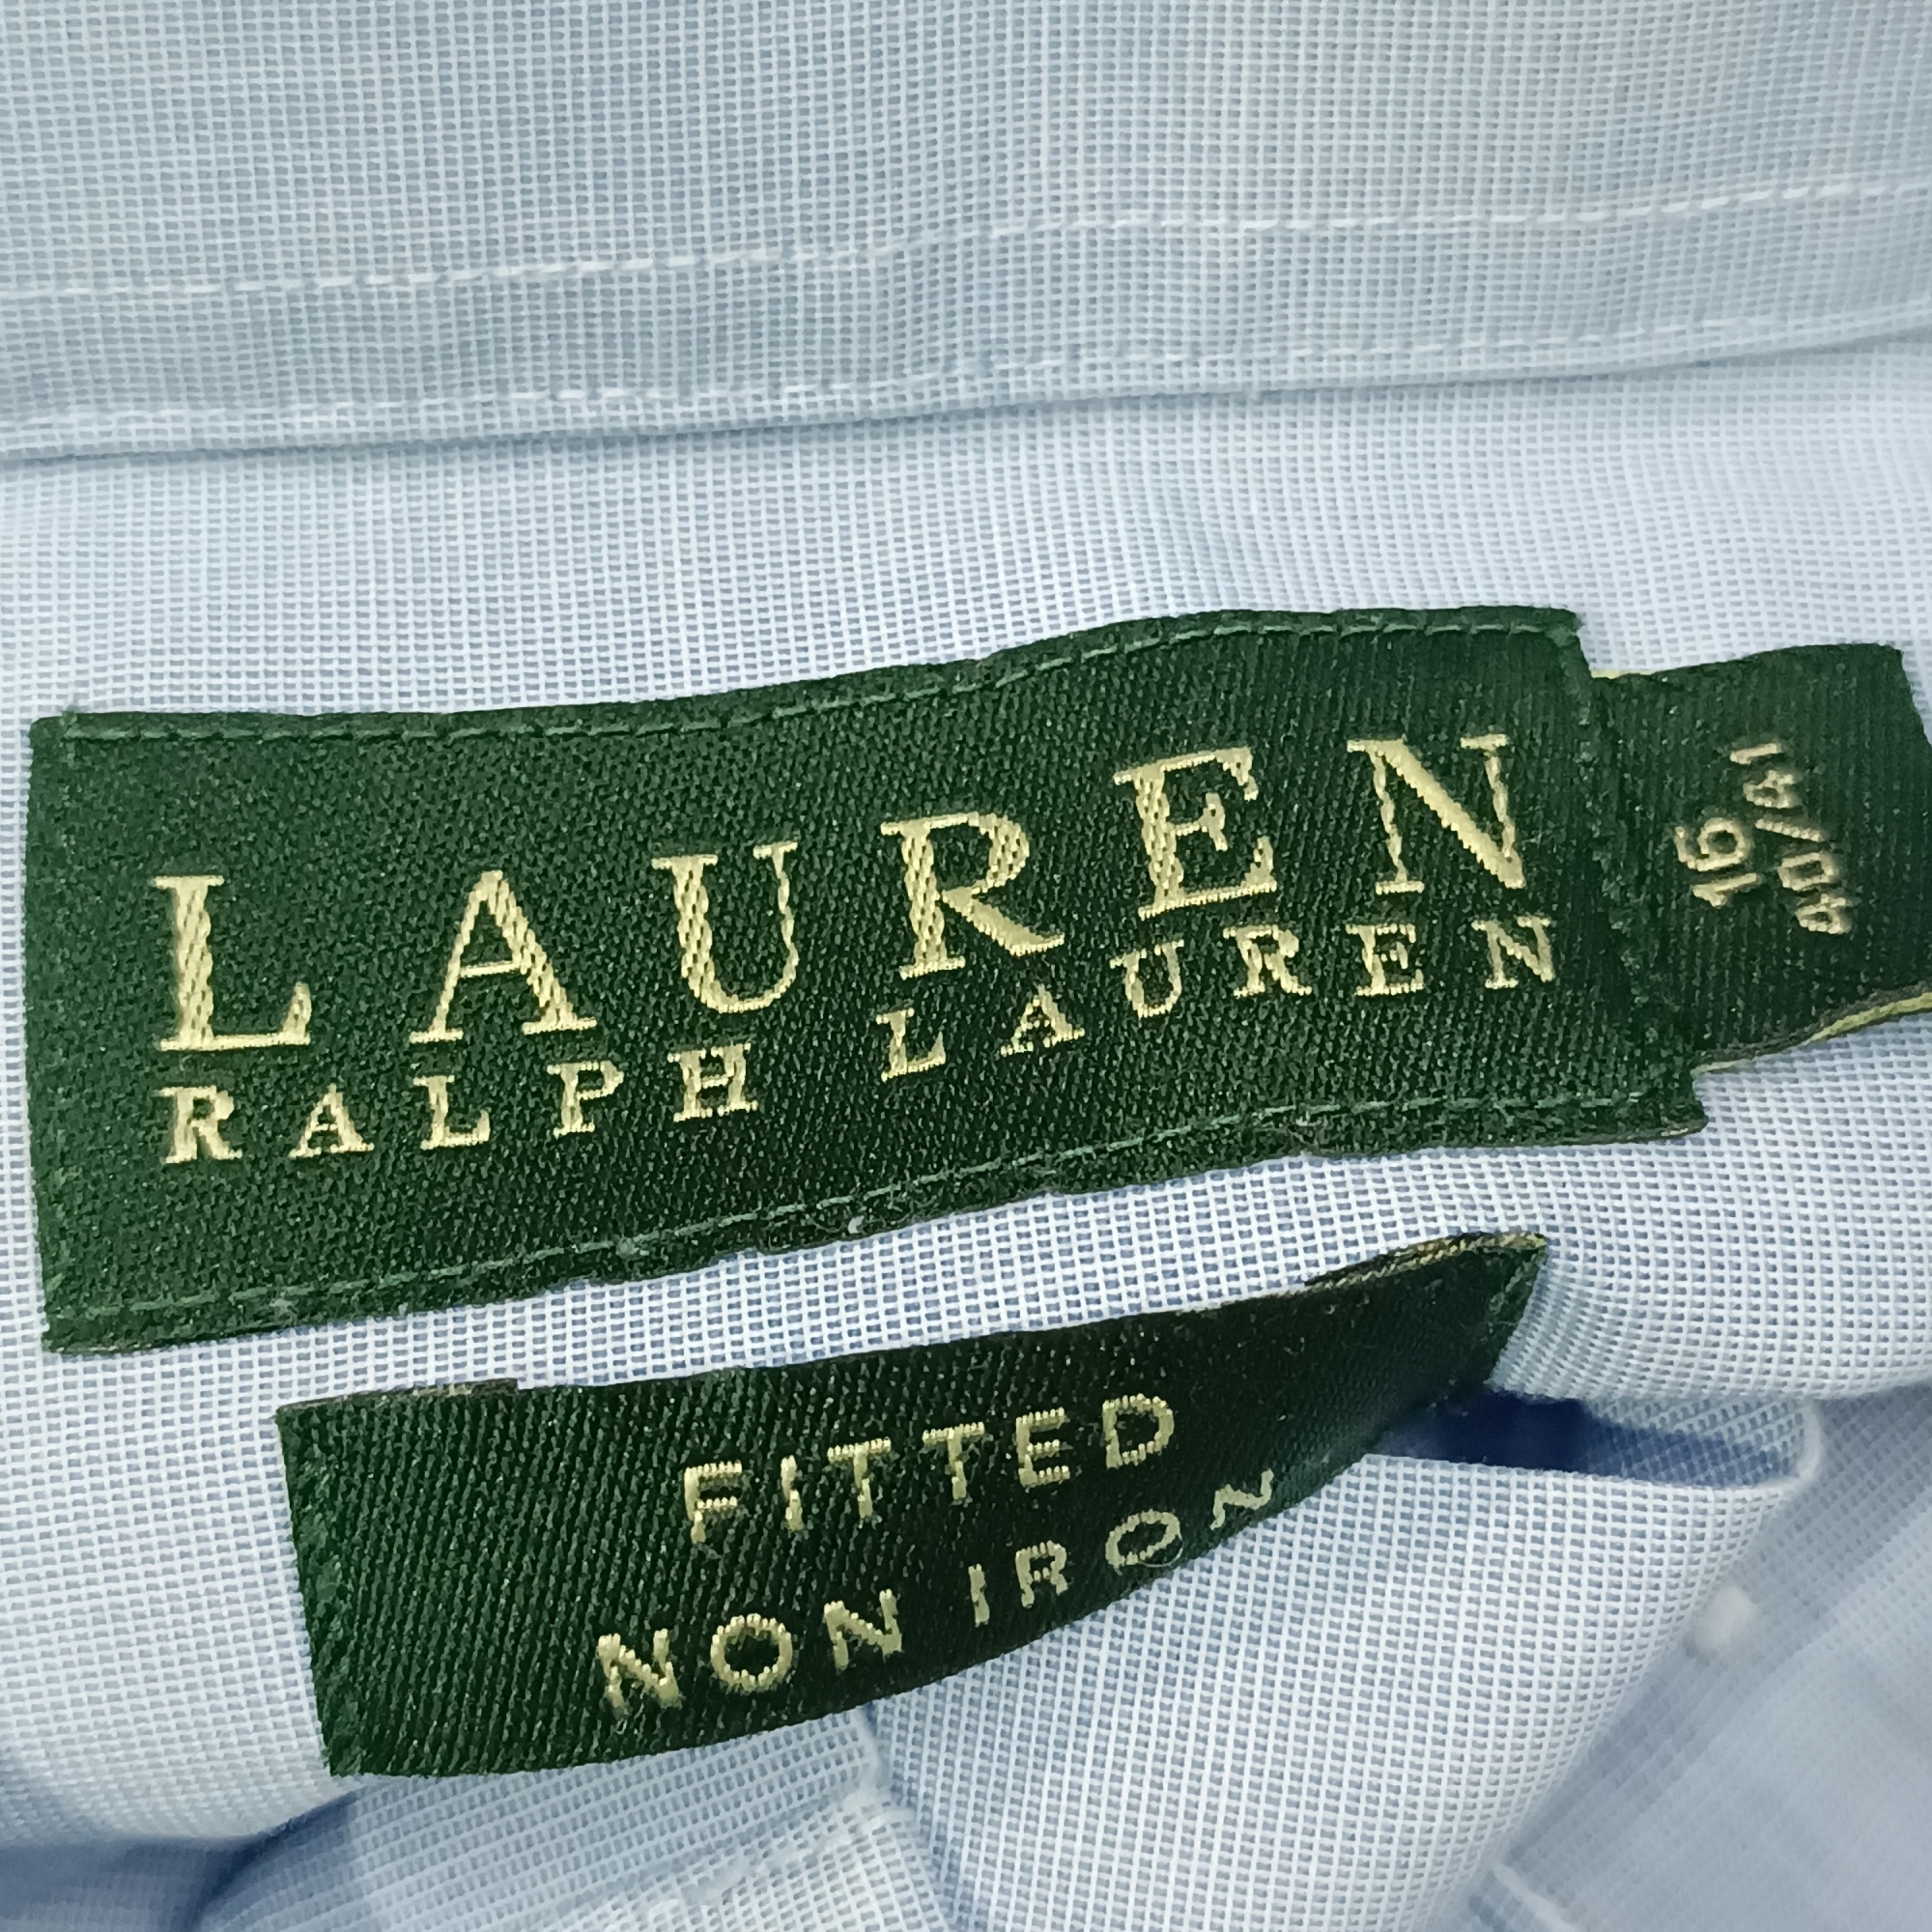 LAUREN
RALPH LAUREN
16
40/41
FITTED
NON IRON